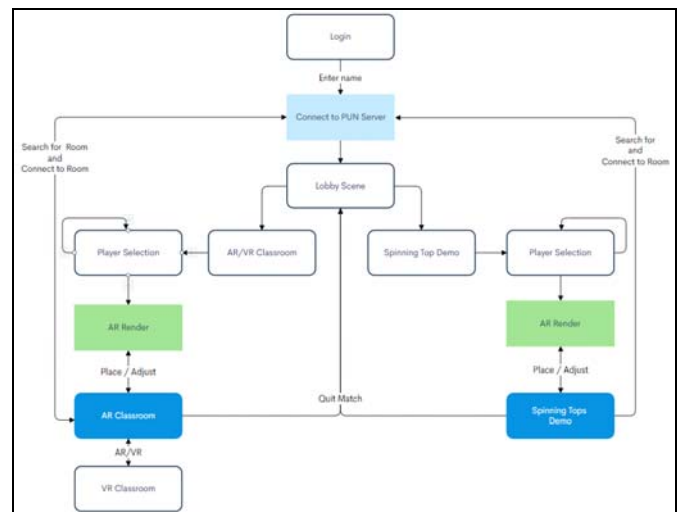 Login
Enter name
Connect to PUN Server
Search for Room
and
Connect to Room
Search for
and
Connect to Room
Lobby Scene
Player Selection
AR/VR Classroom
Spinning Top Demo
Player Selection
AR Render
AR Render
Place / Adjust
Place / Adjust
Quit Match
AR Classroom
Spinning Tops
Demo
AR/VR
VR Classroom